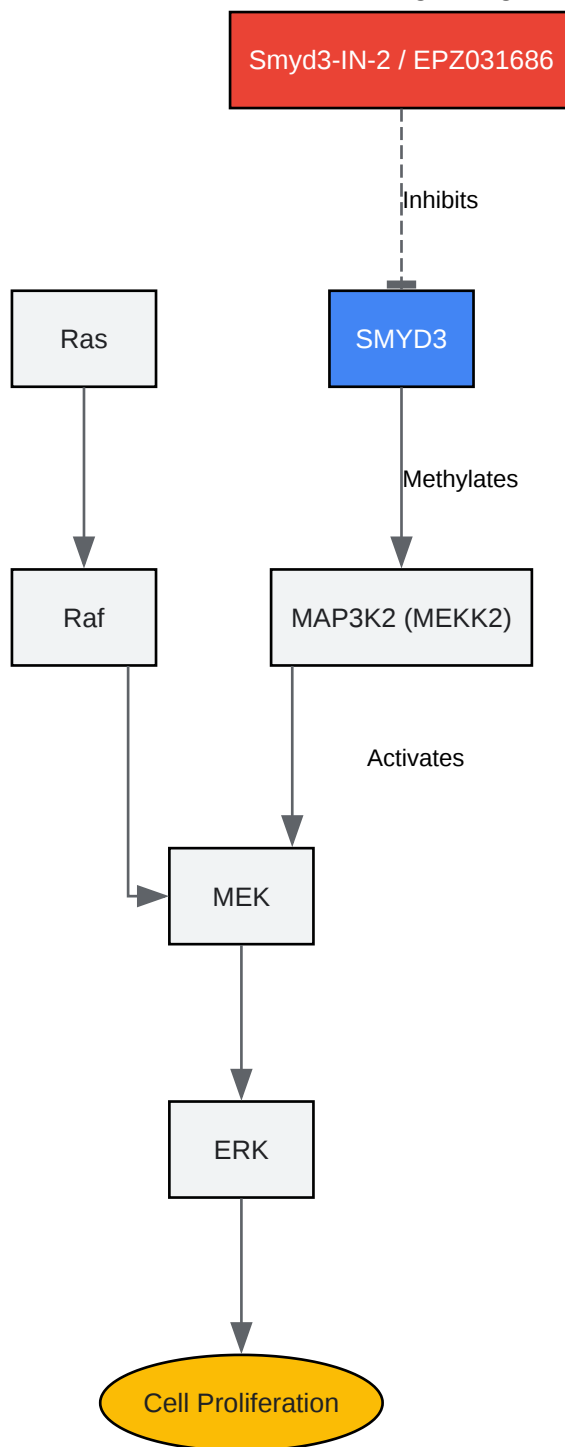 Smyd3-IN-2 / EPZ031686
Inhibits
Ras
SMYD3
Methylates
Raf
MAP3K2 (MEKK2)
Activates
MEK
ERK
Cell Proliferation